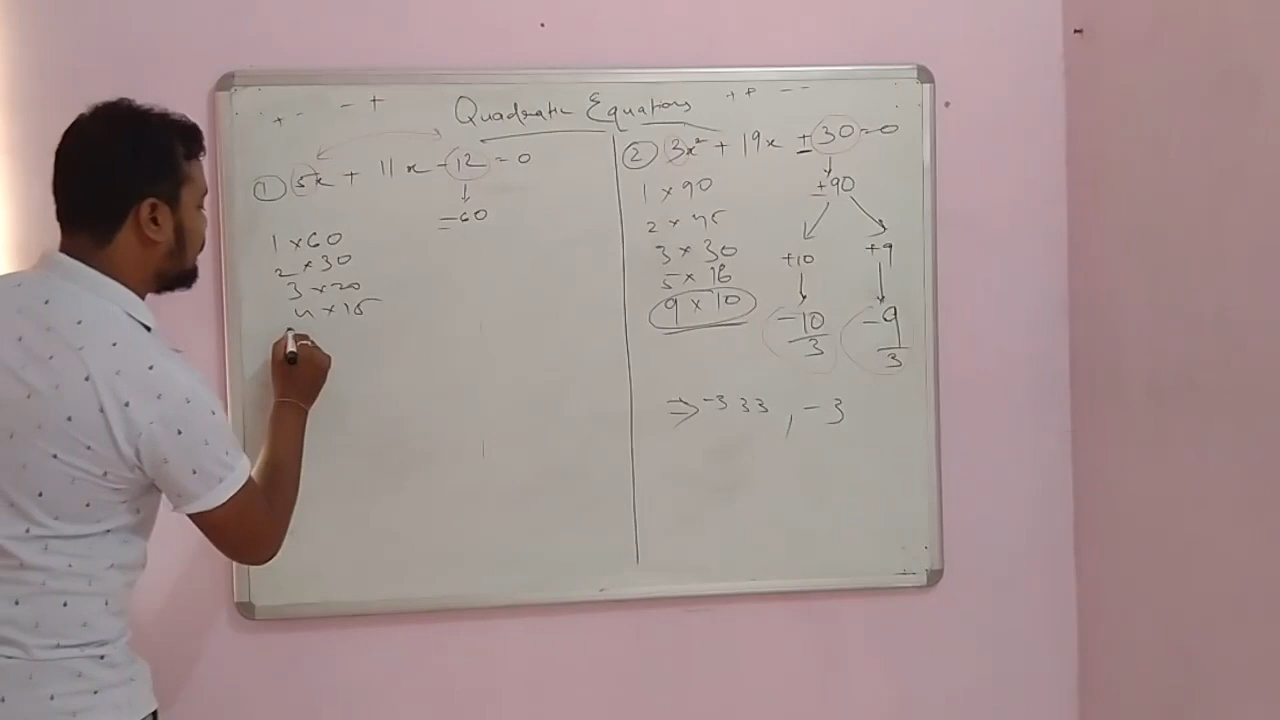 + - - + Quadratic Equations + + - -
① 5x + 11x -12 = 0
-60
1 × 60
2 × 30
3 × 20
4 × 15
② 3x² + 19x + 30 = 0
+90
1 × 90
2 × 45
3 × 30
5 × 18
9 × 10
+10 +9
-10/3 -9/3
⇒ -3 33 , -3